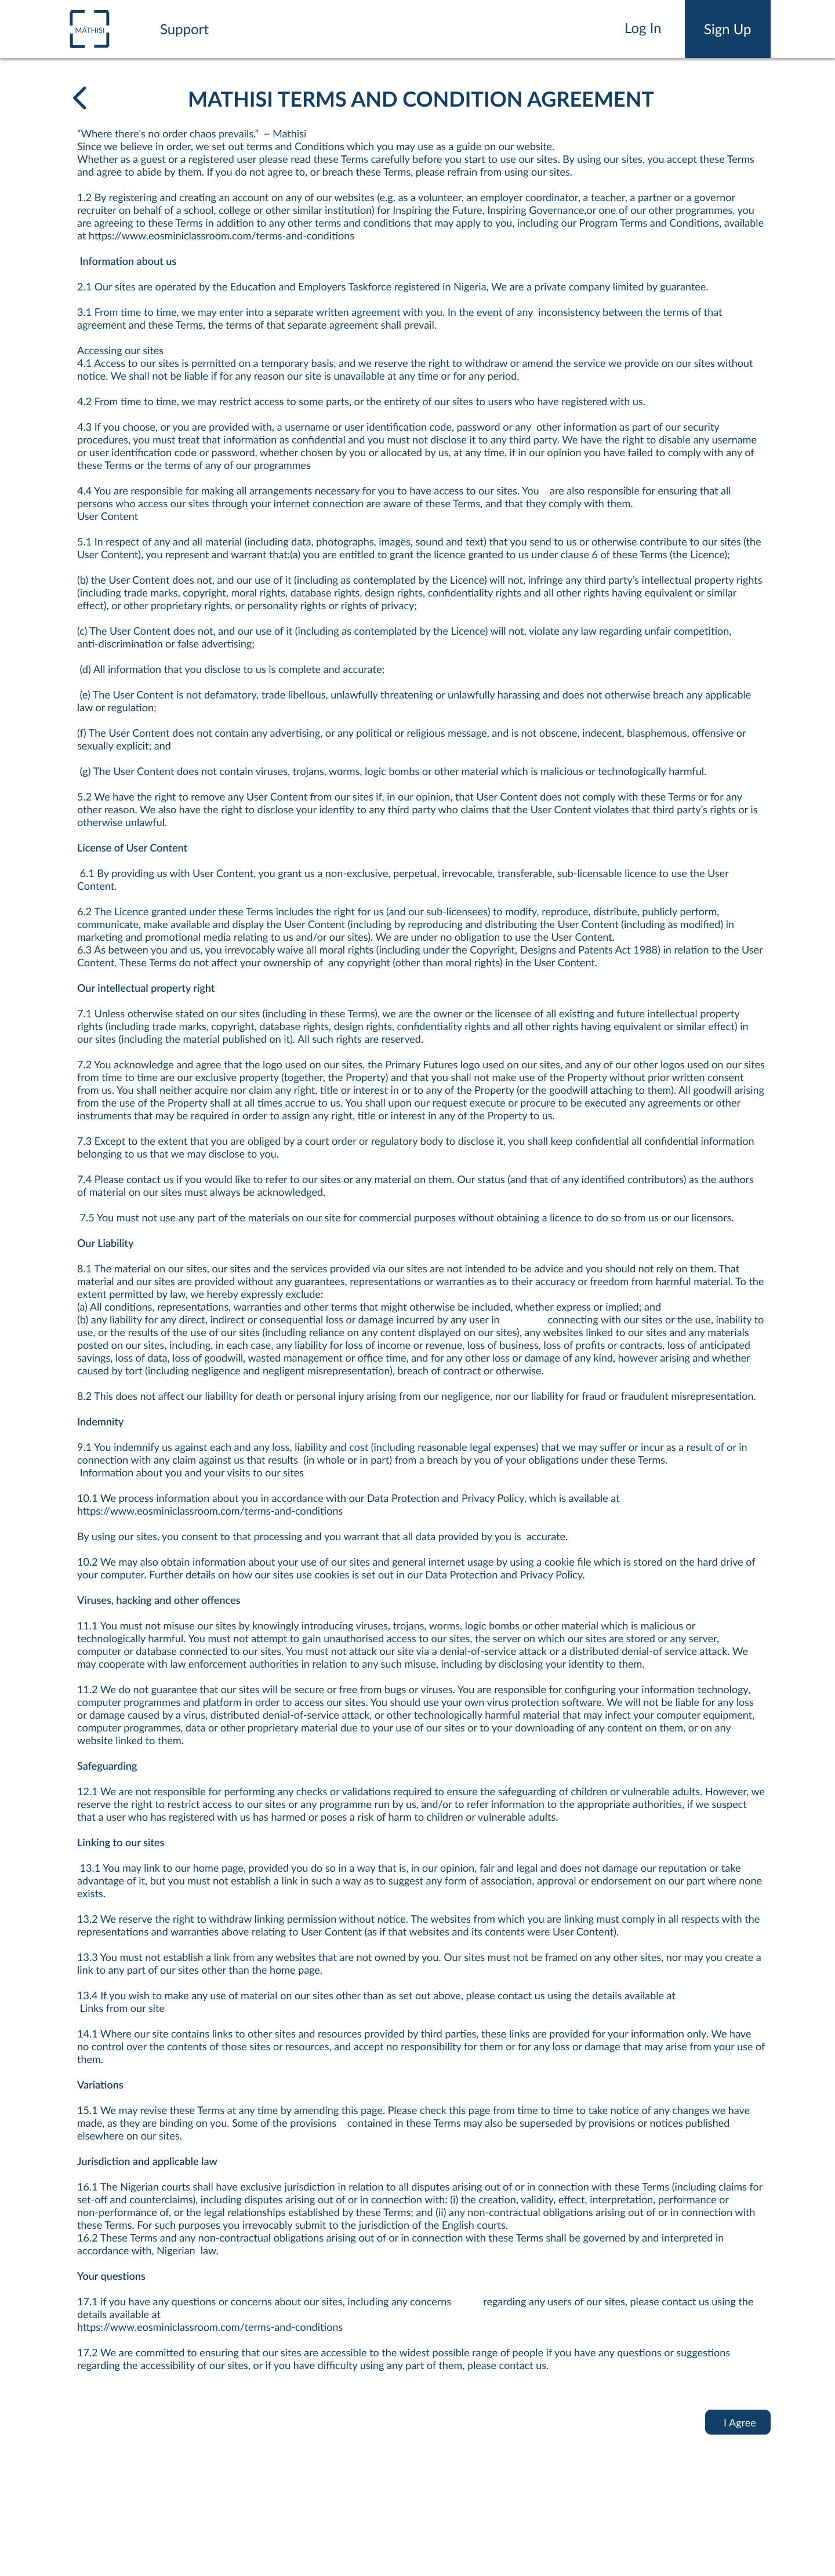 MÁTHISI
Support
Log In
Sign Up
MATHISI TERMS AND CONDITION AGREEMENT
“Where there's no order chaos prevails.” ~ Mathisi
Since we believe in order, we set out terms and Conditions which you may use as a guide on our website.
Whether as a guest or a registered user please read these Terms carefully before you start to use our sites. By using our sites, you accept these Terms
and agree to abide by them. If you do not agree to, or breach these Terms, please refrain from using our sites.
1.2 By registering and creating an account on any of our websites (e.g. as a volunteer, an employer coordinator, a teacher, a partner or a governor
recruiter on behalf of a school, college or other similar institution) for Inspiring the Future, Inspiring Governance,or one of our other programmes, you
are agreeing to these Terms in addition to any other terms and conditions that may apply to you, including our Program Terms and Conditions, available
at https://www.eosminiclassroom.com/terms-and-conditions
Information about us
2.1 Our sites are operated by the Education and Employers Taskforce registered in Nigeria, We are a private company limited by guarantee.
3.1 From time to time, we may enter into a separate written agreement with you. In the event of any inconsistency between the terms of that
agreement and these Terms, the terms of that separate agreement shall prevail.
Accessing our sites
4.1 Access to our sites is permitted on a temporary basis, and we reserve the right to withdraw or amend the service we provide on our sites without
notice. We shall not be liable if for any reason our site is unavailable at any time or for any period.
4.2 From time to time, we may restrict access to some parts, or the entirety of our sites to users who have registered with us.
4.3 If you choose, or you are provided with, a username or user identification code, password or any other information as part of our security
procedures, you must treat that information as confidential and you must not disclose it to any third party. We have the right to disable any username
or user identification code or password, whether chosen by you or allocated by us, at any time, if in our opinion you have failed to comply with any of
these Terms or the terms of any of our programmes
4.4 You are responsible for making all arrangements necessary for you to have access to our sites. You are also responsible for ensuring that all
persons who access our sites through your internet connection are aware of these Terms, and that they comply with them.
User Content
5.1 In respect of any and all material (including data, photographs, images, sound and text) that you send to us or otherwise contribute to our sites (the
User Content), you represent and warrant that:(a) you are entitled to grant the licence granted to us under clause 6 of these Terms (the Licence);
(b) the User Content does not, and our use of it (including as contemplated by the Licence) will not, infringe any third party’s intellectual property rights
(including trade marks, copyright, moral rights, database rights, design rights, confidentiality rights and all other rights having equivalent or similar
effect), or other proprietary rights, or personality rights or rights of privacy;
(c) The User Content does not, and our use of it (including as contemplated by the Licence) will not, violate any law regarding unfair competition,
anti-discrimination or false advertising;
(d) All information that you disclose to us is complete and accurate;
(e) The User Content is not defamatory, trade libellous, unlawfully threatening or unlawfully harassing and does not otherwise breach any applicable
law or regulation;
(f) The User Content does not contain any advertising, or any political or religious message, and is not obscene, indecent, blasphemous, offensive or
sexually explicit; and
(g) The User Content does not contain viruses, trojans, worms, logic bombs or other material which is malicious or technologically harmful.
5.2 We have the right to remove any User Content from our sites if, in our opinion, that User Content does not comply with these Terms or for any
other reason. We also have the right to disclose your identity to any third party who claims that the User Content violates that third party’s rights or is
otherwise unlawful.
License of User Content
6.1 By providing us with User Content, you grant us a non-exclusive, perpetual, irrevocable, transferable, sub-licensable licence to use the User
Content.
6.2 The Licence granted under these Terms includes the right for us (and our sub-licensees) to modify, reproduce, distribute, publicly perform,
communicate, make available and display the User Content (including by reproducing and distributing the User Content (including as modified) in
marketing and promotional media relating to us and/or our sites). We are under no obligation to use the User Content.
6.3 As between you and us, you irrevocably waive all moral rights (including under the Copyright, Designs and Patents Act 1988) in relation to the User
Content. These Terms do not affect your ownership of any copyright (other than moral rights) in the User Content.
Our intellectual property right
7.1 Unless otherwise stated on our sites (including in these Terms), we are the owner or the licensee of all existing and future intellectual property
rights (including trade marks, copyright, database rights, design rights, confidentiality rights and all other rights having equivalent or similar effect) in
our sites (including the material published on it). All such rights are reserved.
7.2 You acknowledge and agree that the logo used on our sites, the Primary Futures logo used on our sites, and any of our other logos used on our sites
from time to time are our exclusive property (together, the Property) and that you shall not make use of the Property without prior written consent
from us. You shall neither acquire nor claim any right, title or interest in or to any of the Property (or the goodwill attaching to them). All goodwill arising
from the use of the Property shall at all times accrue to us. You shall upon our request execute or procure to be executed any agreements or other
instruments that may be required in order to assign any right, title or interest in any of the Property to us.
7.3 Except to the extent that you are obliged by a court order or regulatory body to disclose it, you shall keep confidential all confidential information
belonging to us that we may disclose to you.
7.4 Please contact us if you would like to refer to our sites or any material on them. Our status (and that of any identified contributors) as the authors
of material on our sites must always be acknowledged.
7.5 You must not use any part of the materials on our site for commercial purposes without obtaining a licence to do so from us or our licensors.
Our Liability
8.1 The material on our sites, our sites and the services provided via our sites are not intended to be advice and you should not rely on them. That
material and our sites are provided without any guarantees, representations or warranties as to their accuracy or freedom from harmful material. To the
extent permitted by law, we hereby expressly exclude:
(a) All conditions, representations, warranties and other terms that might otherwise be included, whether express or implied; and
(b) any liability for any direct, indirect or consequential loss or damage incurred by any user in connecting with our sites or the use, inability to
use, or the results of the use of our sites (including reliance on any content displayed on our sites), any websites linked to our sites and any materials
posted on our sites, including, in each case, any liability for loss of income or revenue, loss of business, loss of profits or contracts, loss of anticipated
savings, loss of data, loss of goodwill, wasted management or office time, and for any other loss or damage of any kind, however arising and whether
caused by tort (including negligence and negligent misrepresentation), breach of contract or otherwise.
8.2 This does not affect our liability for death or personal injury arising from our negligence, nor our liability for fraud or fraudulent misrepresentation.
Indemnity
9.1 You indemnify us against each and any loss, liability and cost (including reasonable legal expenses) that we may suffer or incur as a result of or in
connection with any claim against us that results (in whole or in part) from a breach by you of your obligations under these Terms.
Information about you and your visits to our sites
10.1 We process information about you in accordance with our Data Protection and Privacy Policy, which is available at
https://www.eosminiclassroom.com/terms-and-conditions
By using our sites, you consent to that processing and you warrant that all data provided by you is accurate.
10.2 We may also obtain information about your use of our sites and general internet usage by using a cookie file which is stored on the hard drive of
your computer. Further details on how our sites use cookies is set out in our Data Protection and Privacy Policy.
Viruses, hacking and other offences
11.1 You must not misuse our sites by knowingly introducing viruses, trojans, worms, logic bombs or other material which is malicious or
technologically harmful. You must not attempt to gain unauthorised access to our sites, the server on which our sites are stored or any server,
computer or database connected to our sites. You must not attack our site via a denial-of-service attack or a distributed denial-of service attack. We
may cooperate with law enforcement authorities in relation to any such misuse, including by disclosing your identity to them.
11.2 We do not guarantee that our sites will be secure or free from bugs or viruses. You are responsible for configuring your information technology,
computer programmes and platform in order to access our sites. You should use your own virus protection software. We will not be liable for any loss
or damage caused by a virus, distributed denial-of-service attack, or other technologically harmful material that may infect your computer equipment,
computer programmes, data or other proprietary material due to your use of our sites or to your downloading of any content on them, or on any
website linked to them.
Safeguarding
12.1 We are not responsible for performing any checks or validations required to ensure the safeguarding of children or vulnerable adults. However, we
reserve the right to restrict access to our sites or any programme run by us, and/or to refer information to the appropriate authorities, if we suspect
that a user who has registered with us has harmed or poses a risk of harm to children or vulnerable adults.
Linking to our sites
13.1 You may link to our home page, provided you do so in a way that is, in our opinion, fair and legal and does not damage our reputation or take
advantage of it, but you must not establish a link in such a way as to suggest any form of association, approval or endorsement on our part where none
exists.
13.2 We reserve the right to withdraw linking permission without notice. The websites from which you are linking must comply in all respects with the
representations and warranties above relating to User Content (as if that websites and its contents were User Content).
13.3 You must not establish a link from any websites that are not owned by you. Our sites must not be framed on any other sites, nor may you create a
link to any part of our sites other than the home page.
13.4 If you wish to make any use of material on our sites other than as set out above, please contact us using the details available at
Links from our site
14.1 Where our site contains links to other sites and resources provided by third parties, these links are provided for your information only. We have
no control over the contents of those sites or resources, and accept no responsibility for them or for any loss or damage that may arise from your use of
them.
Variations
15.1 We may revise these Terms at any time by amending this page. Please check this page from time to time to take notice of any changes we have
made, as they are binding on you. Some of the provisions contained in these Terms may also be superseded by provisions or notices published
elsewhere on our sites.
Jurisdiction and applicable law
16.1 The Nigerian courts shall have exclusive jurisdiction in relation to all disputes arising out of or in connection with these Terms (including claims for
set-off and counterclaims), including disputes arising out of or in connection with: (i) the creation, validity, effect, interpretation, performance or
non-performance of, or the legal relationships established by these Terms; and (ii) any non-contractual obligations arising out of or in connection with
these Terms. For such purposes you irrevocably submit to the jurisdiction of the English courts.
16.2 These Terms and any non-contractual obligations arising out of or in connection with these Terms shall be governed by and interpreted in
accordance with, Nigerian law.
Your questions
17.1 if you have any questions or concerns about our sites, including any concerns regarding any users of our sites, please contact us using the
details available at
https://www.eosminiclassroom.com/terms-and-conditions
17.2 We are committed to ensuring that our sites are accessible to the widest possible range of people if you have any questions or suggestions
regarding the accessibility of our sites, or if you have difficulty using any part of them, please contact us.
I Agree